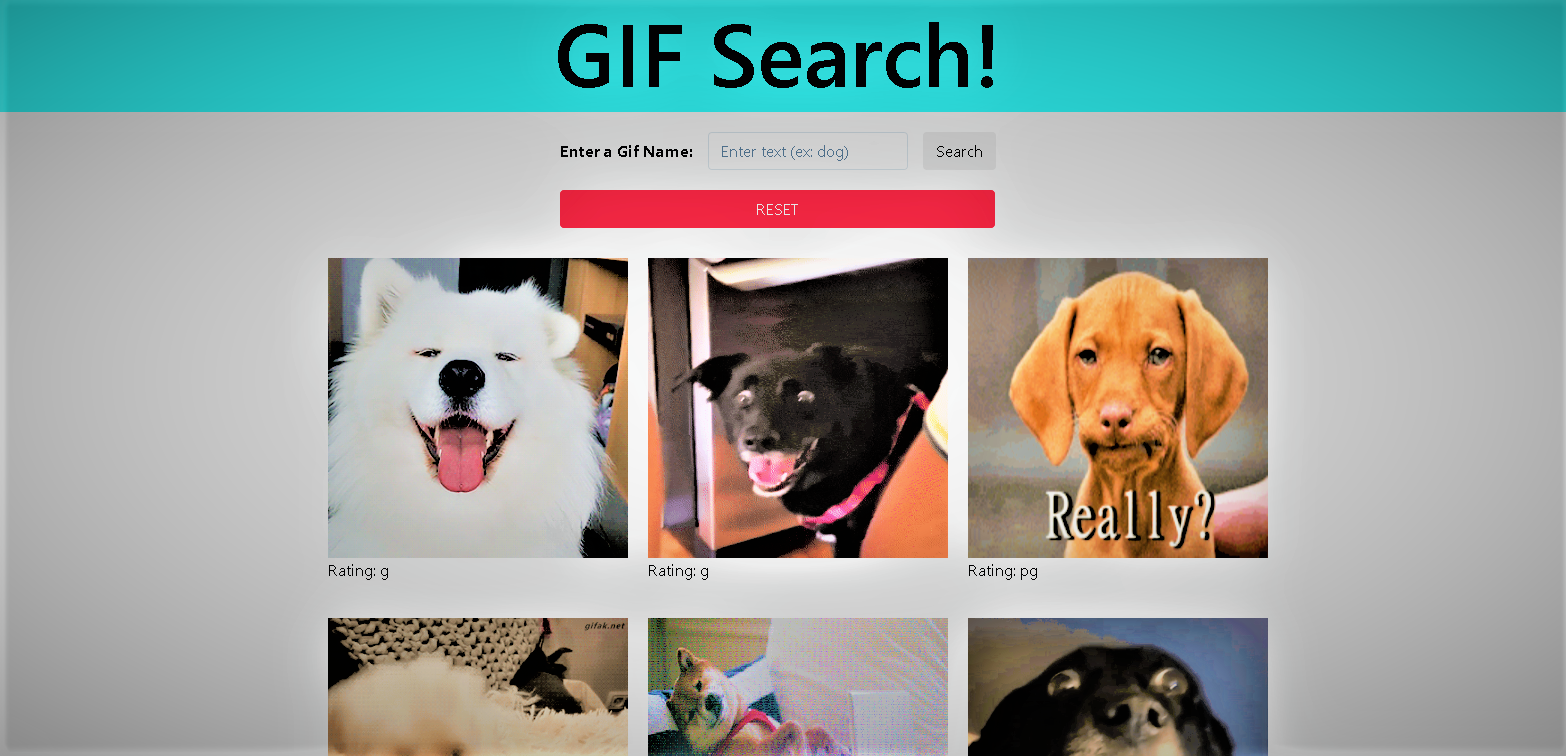 GIF Search!
Enter a Gif Name: Enter text (ex: dog) Search
RESET
Really?
Rating: g Rating: g Rating: pg
gifak.net